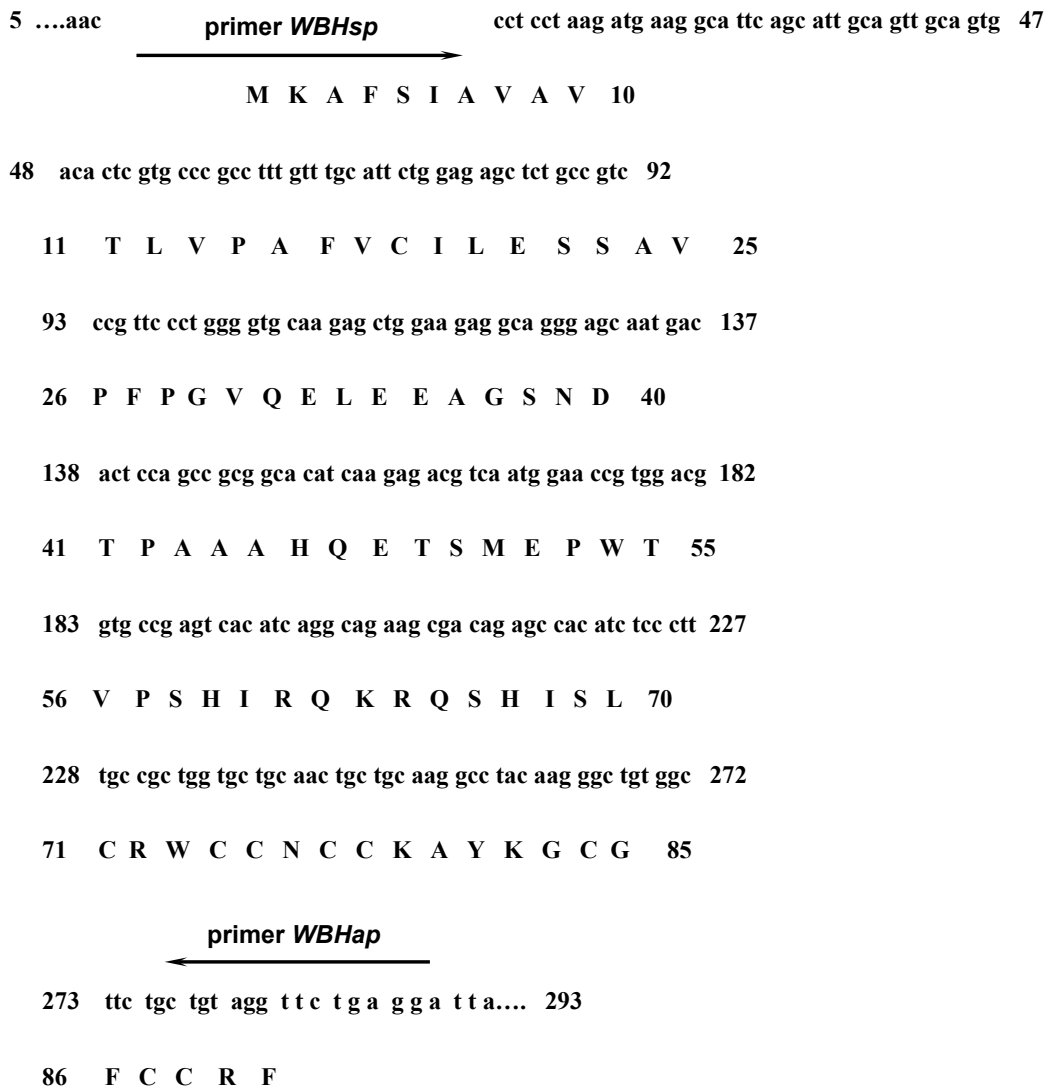 5 ….aac primer WBHsp cct cct aag atg aag gca ttc agc att gca gtt gca gtg 47
M K A F S I A V A V 10
48 aca ctc gtg ccc gcc ttt gtt tgc att ctg gag agc tct gcc gtc 92
11 T L V P A F V C I L E S S A V 25
93 ccg ttc cct ggg gtg caa gag ctg gaa gag gca ggg agc aat gac 137
26 P F P G V Q E L E E A G S N D 40
138 act cca gcc gcg gca cat caa gag acg tca atg gaa ccg tgg acg 182
41 T P A A A H Q E T S M E P W T 55
183 gtg ccg agt cac atc agg cag aag cga cag agc cac atc tcc ctt 227
56 V P S H I R Q K R Q S H I S L 70
228 tgc cgc tgg tgc tgc aac tgc tgc aag gcc tac aag ggc tgt ggc 272
71 C R W C C N C C K A Y K G C G 85
primer WBHap
273 ttc tgc tgt agg t t c t g a g g a t t a…. 293
86 F C C R F